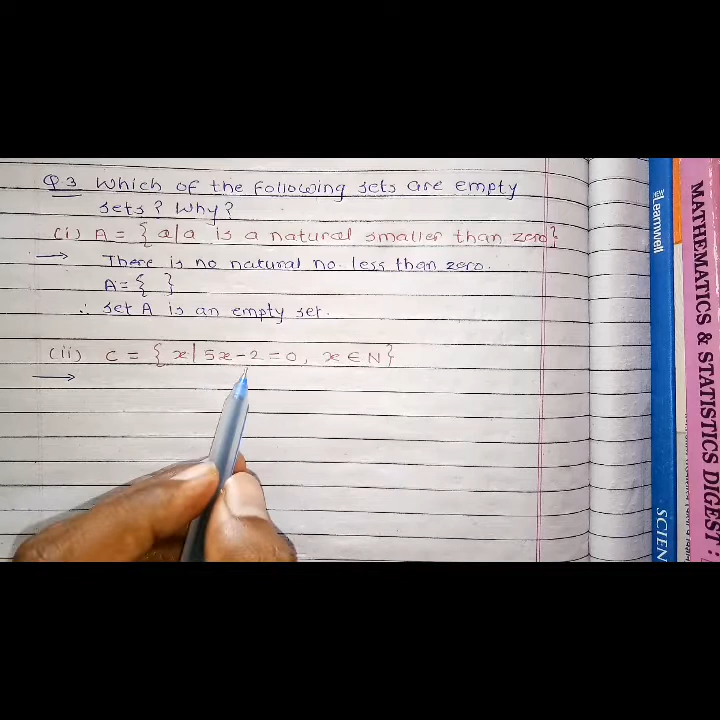 Q.3 Which of the following sets are empty
sets? Why?
(i) A = { a|a is a natural smaller than zero}
→ There is no natural no. less than zero.
A={ }
∴ set A is an empty set.
(ii) C = { x| 5x-2=0, x∈N}
→
Learnwell
SCIEN
MATHEMATICS & STATISTICS DIGEST :